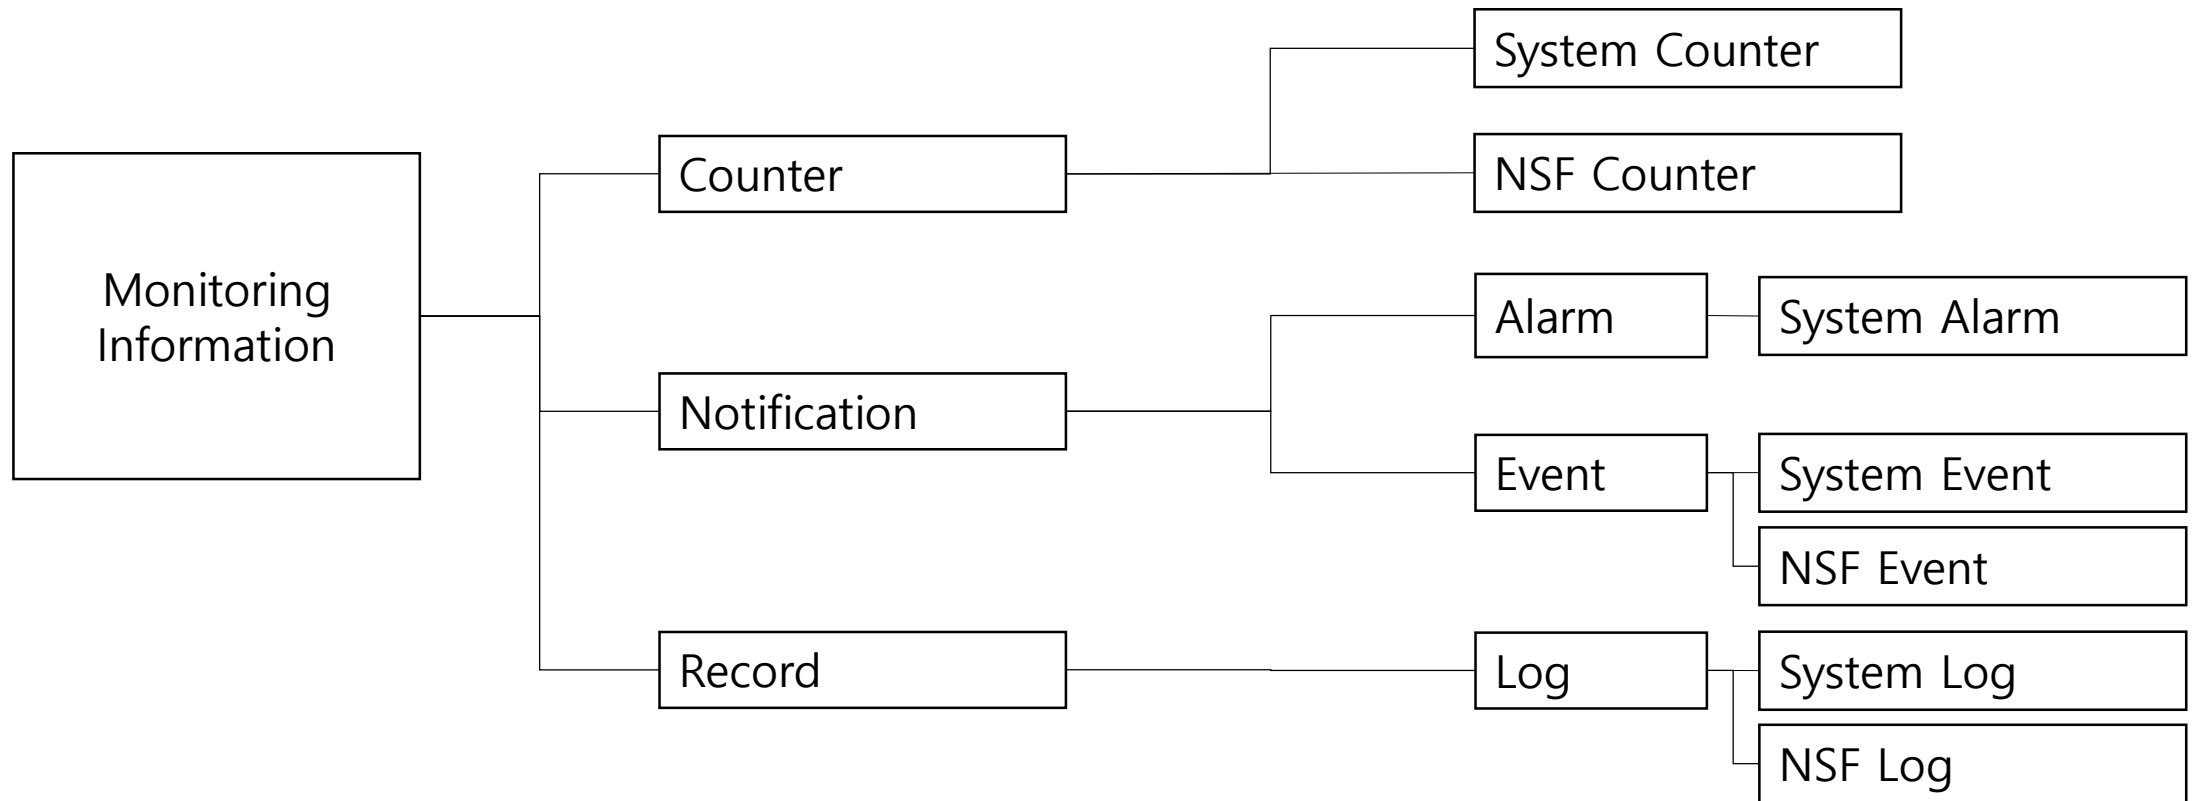 Monitoring
Information
Counter
System Counter
NSF Counter
Notification
Alarm
System Alarm
Event
System Event
NSF Event
Record
Log
System Log
NSF Log